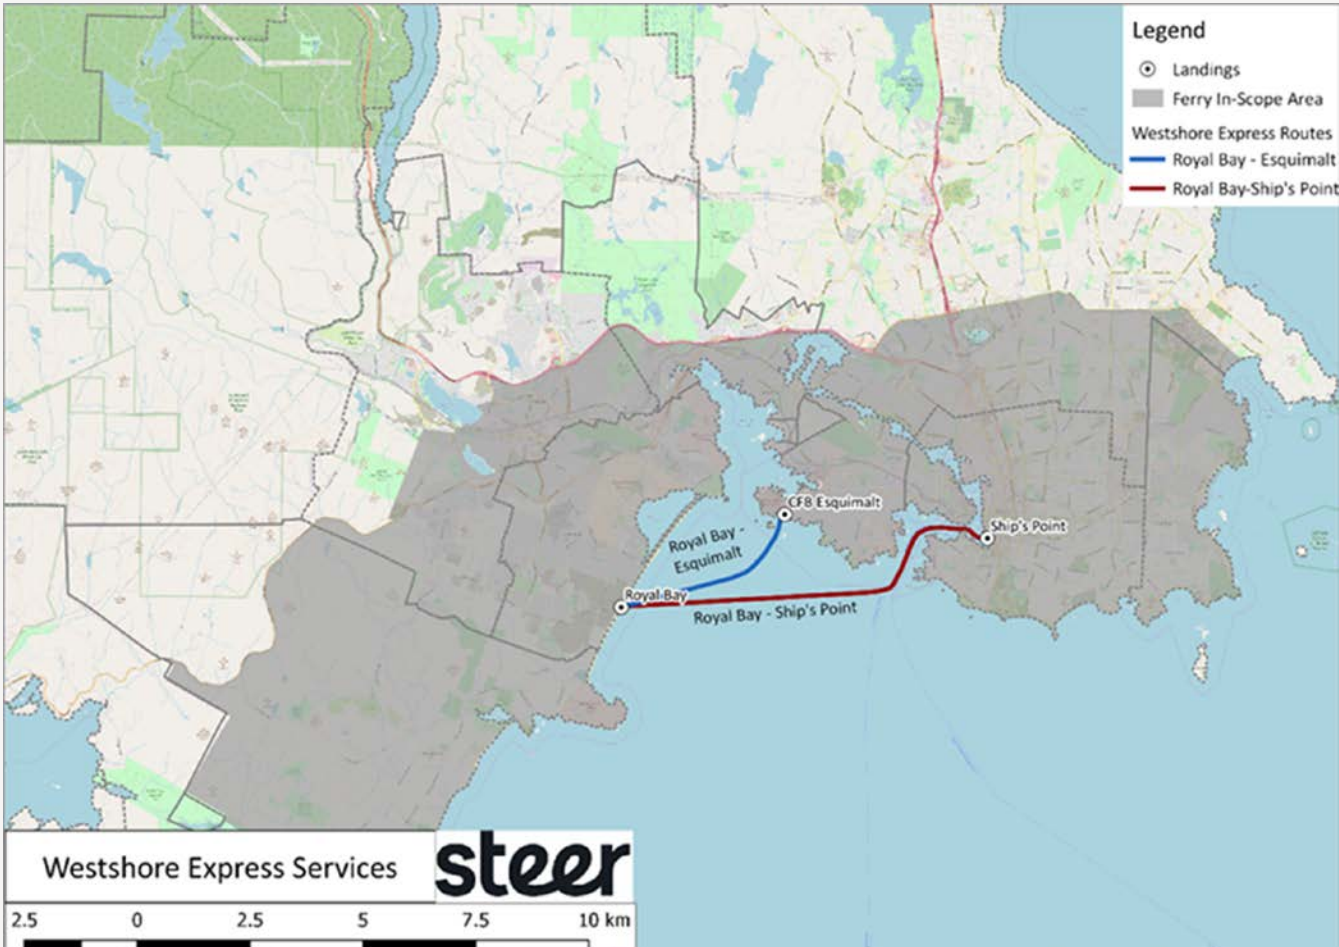 Legend
Landings
Ferry In-Scope Area
Westshore Express Routes
Royal Bay - Esquimalt
Royal Bay-Ship's Point
CFB Esquimalt
Royal Bay -
Esquimalt
Ship's Point
Royal Bay
Royal Bay - Ship's Point
Westshore Express Services
steer
2.5 0 2.5 5 7.5 10 km